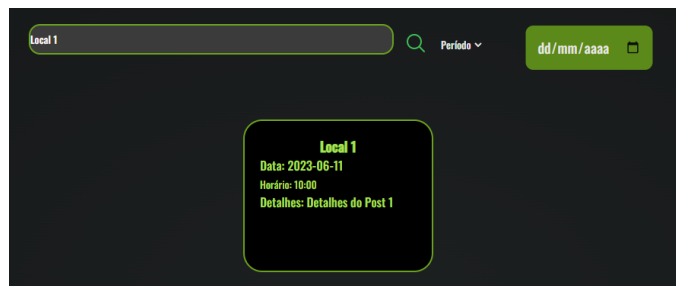 Local 1
Período
dd/mm/aaaa
Local 1
Data: 2023-06-11
Horário: 10:00
Detalhes: Detalhes do Post 1